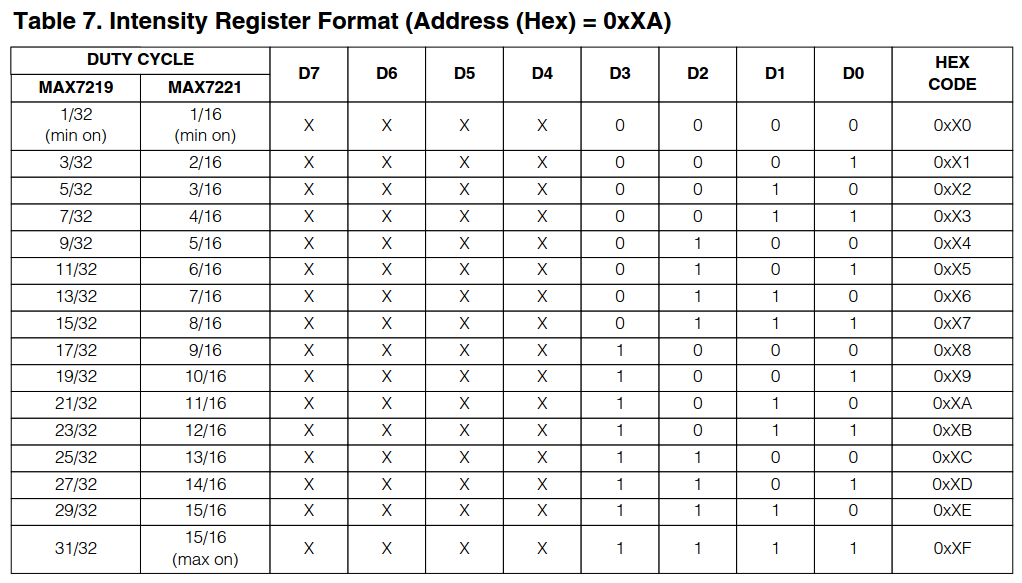 Table 7. Intensity Register Format (Address (Hex) = 0xXA)
DUTY CYCLE D7 D6 D5 D4 D3 D2 D1 D0 HEX CODE
MAX7219 MAX7221
1/32 (min on) 1/16 (min on) X X X X 0 0 0 0 0xX0
3/32 2/16 X X X X 0 0 0 1 0xX1
5/32 3/16 X X X X 0 0 1 0 0xX2
7/32 4/16 X X X X 0 0 1 1 0xX3
9/32 5/16 X X X X 0 1 0 0 0xX4
11/32 6/16 X X X X 0 1 0 1 0xX5
13/32 7/16 X X X X 0 1 1 0 0xX6
15/32 8/16 X X X X 0 1 1 1 0xX7
17/32 9/16 X X X X 1 0 0 0 0xX8
19/32 10/16 X X X X 1 0 0 1 0xX9
21/32 11/16 X X X X 1 0 1 0 0xXA
23/32 12/16 X X X X 1 0 1 1 0xXB
25/32 13/16 X X X X 1 1 0 0 0xXC
27/32 14/16 X X X X 1 1 0 1 0xXD
29/32 15/16 X X X X 1 1 1 0 0xXE
31/32 15/16 (max on) X X X X 1 1 1 1 0xXF